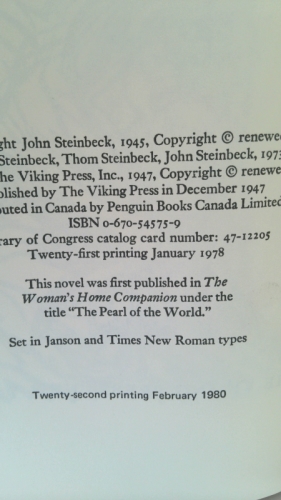 ght John Steinbeck, 1945, Copyright © renewe
Steinbeck, Thom Steinbeck, John Steinbeck, 197
he Viking Press, Inc., 1947, Copyright © renewe
blished by The Viking Press in December 1947
outed in Canada by Penguin Books Canada Limited
ISBN 0-670-54575-9
rary of Congress catalog card number: 47-12205
Twenty-first printing January 1978
This novel was first published in The
Woman's Home Companion under the
title "The Pearl of the World."
Set in Janson and Times New Roman types
Twenty-second printing February 1980